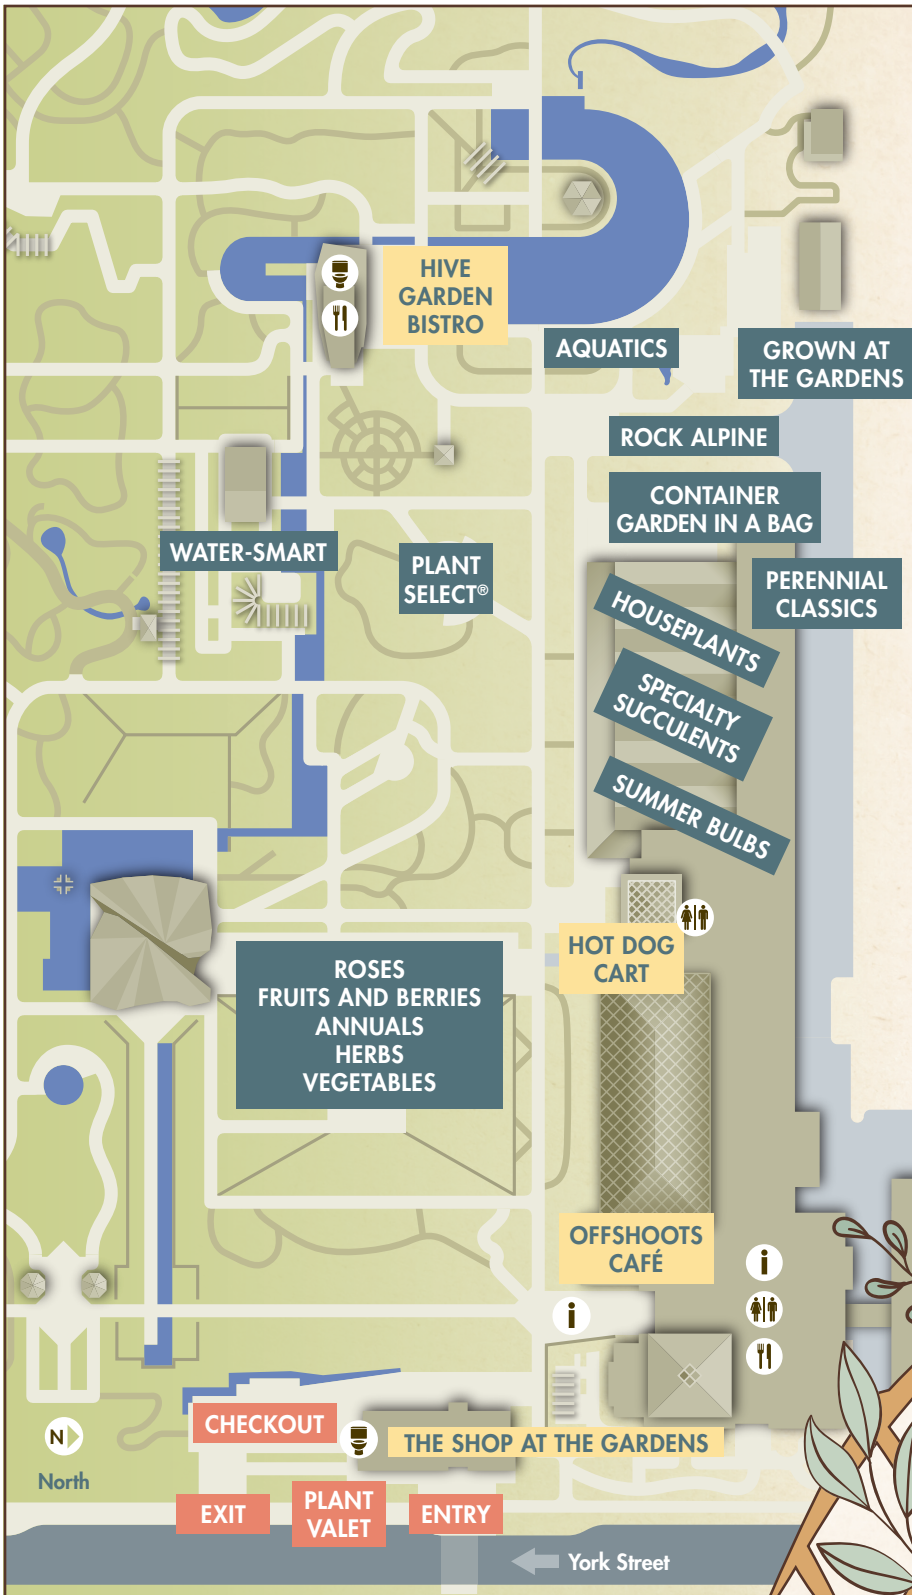 HIVE
GARDEN
BISTRO
AQUATICS
GROWN AT
THE GARDENS
ROCK ALPINE
CONTAINER
GARDEN IN A BAG
WATER-SMART
PLANT
SELECT®
PERENNIAL
CLASSICS
HOUSEPLANTS
SPECIALTY
SUCCULENTS
SUMMER BULBS
HOT DOG
CART
ROSES
FRUITS AND BERRIES
ANNUALS
HERBS
VEGETABLES
OFFSHOOTS
CAFÉ
i
i
CHECKOUT
THE SHOP AT THE GARDENS
N
North
EXIT
PLANT
VALET
ENTRY
York Street